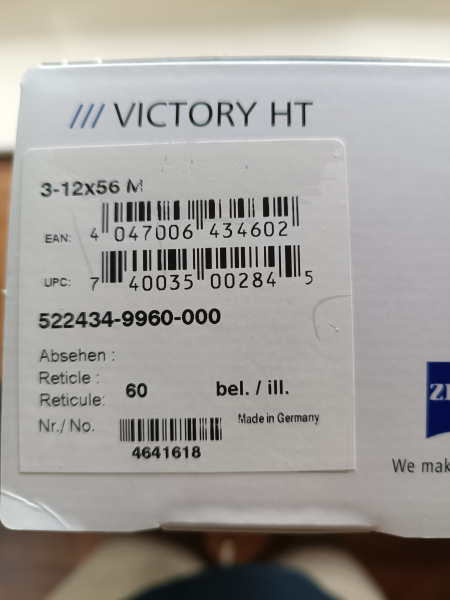 /// VICTORY HT
3-12x56 M
EAN: 4 047006 434602
UPC: 7 40035 00284 5
522434-9960-000
Absehen :
Reticle :
Reticule: 60 bel. / ill.
Nr./ No. Made in Germany
4641618
We